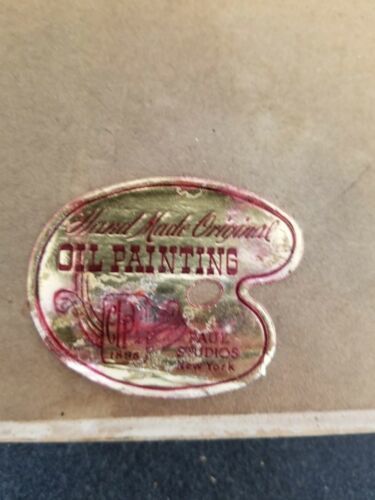 Hand Made Original
OIL PAINTING
PAUL
STUDIOS
New York